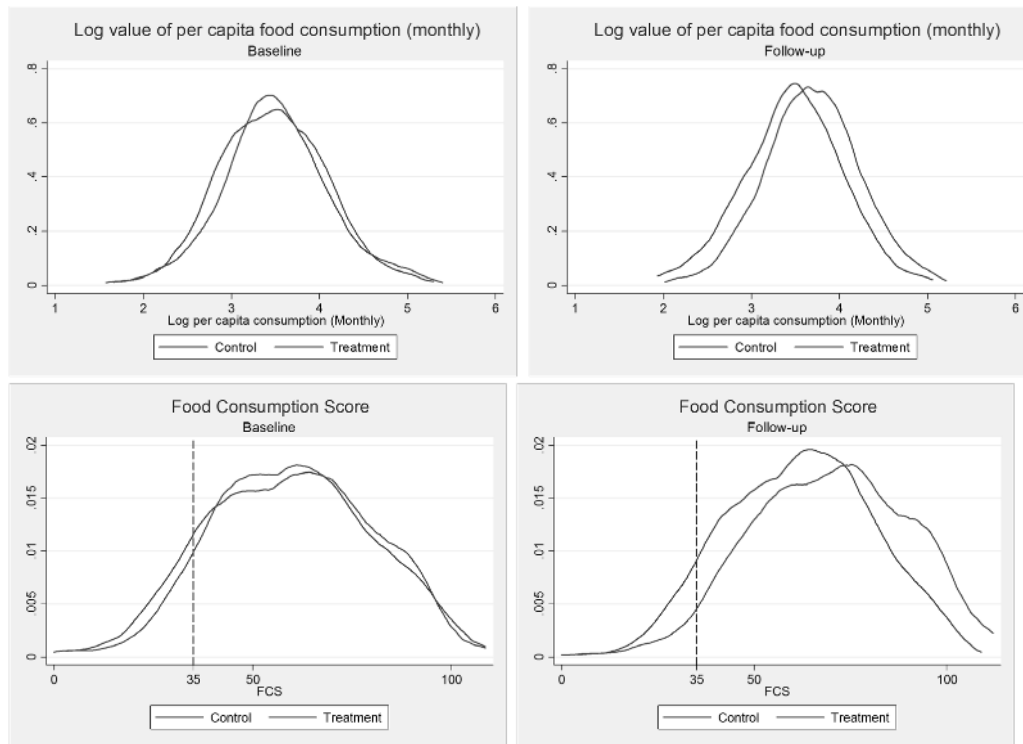 Log value of per capita food consumption (monthly)
Baseline
.8
.6
.4
.2
0
1 2 3 4 5 6
Log per capita consumption (Monthly)
Control Treatment
Log value of per capita food consumption (monthly)
Follow-up
.8
.6
.4
.2
0
1 2 3 4 5 6
Log per capita consumption (Monthly)
Control Treatment
Food Consumption Score
Baseline
.02
.015
.01
.005
0
0 35 50 100
FCS
Control Treatment
Food Consumption Score
Follow-up
.02
.015
.01
.005
0
0 35 50 100
FCS
Control Treatment